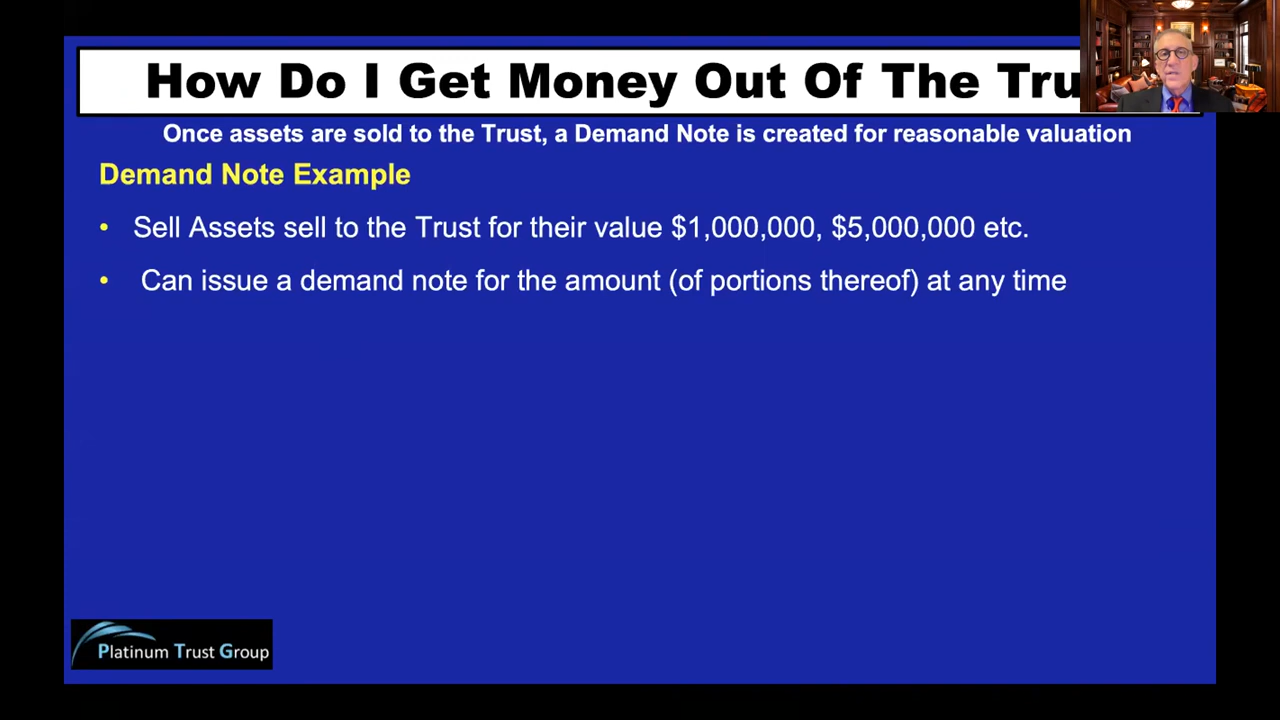 How Do I Get Money Out Of The Tru
Once assets are sold to the Trust, a Demand Note is created for reasonable valuation
Demand Note Example
• Sell Assets sell to the Trust for their value $1,000,000, $5,000,000 etc.
• Can issue a demand note for the amount (of portions thereof) at any time
Platinum Trust Group